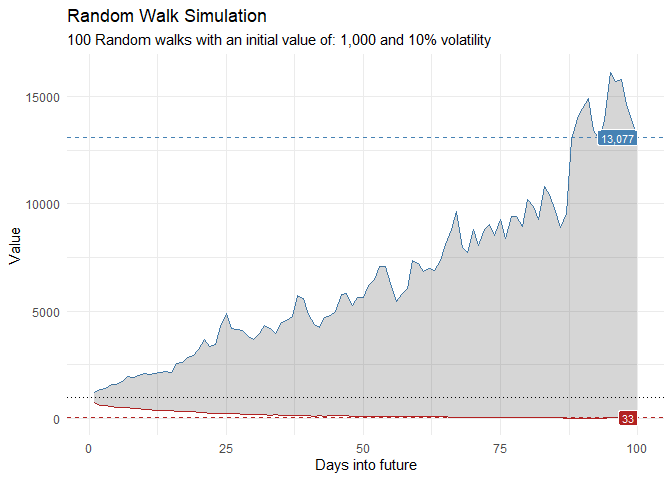 Random Walk Simulation
100 Random walks with an initial value of: 1,000 and 10% volatility
15000
13,077
10000
Value
5000
0
33
0 25 50 75 100
Days into future